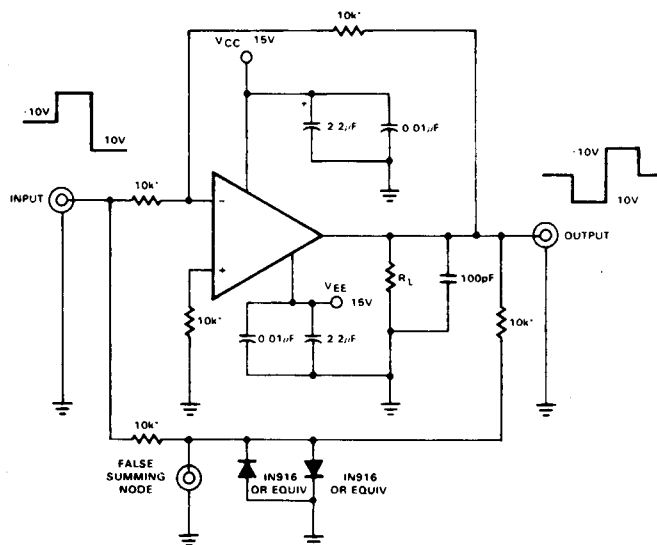 10k*
VCC 15V
-10V
10V
2 2µF
0 01µF
10k*
INPUT
-
+
10k*
VEE
15V
0 01µF
2 2µF
RL
100pF
10k*
-10V
10V
OUTPUT
10k*
FALSE
SUMMING
NODE
IN916
OR EQUIV
IN916
OR EQUIV